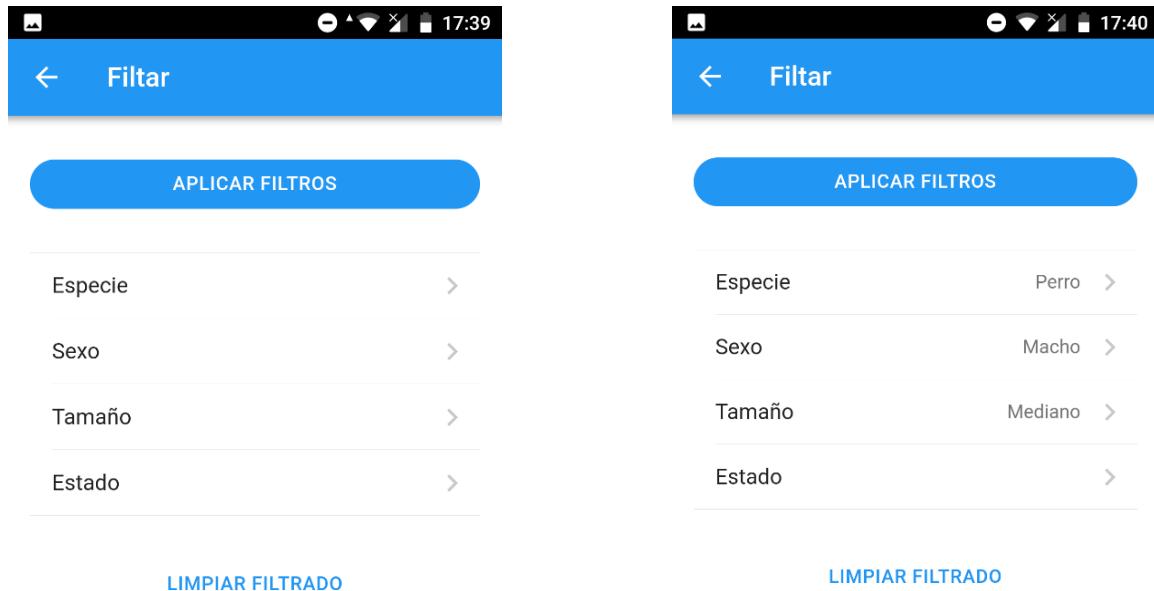 17:39
Filtar
APLICAR FILTROS
Especie
Sexo
Tamaño
Estado
LIMPIAR FILTRADO
17:40
Filtar
APLICAR FILTROS
Especie Perro
Sexo Macho
Tamaño Mediano
Estado
LIMPIAR FILTRADO